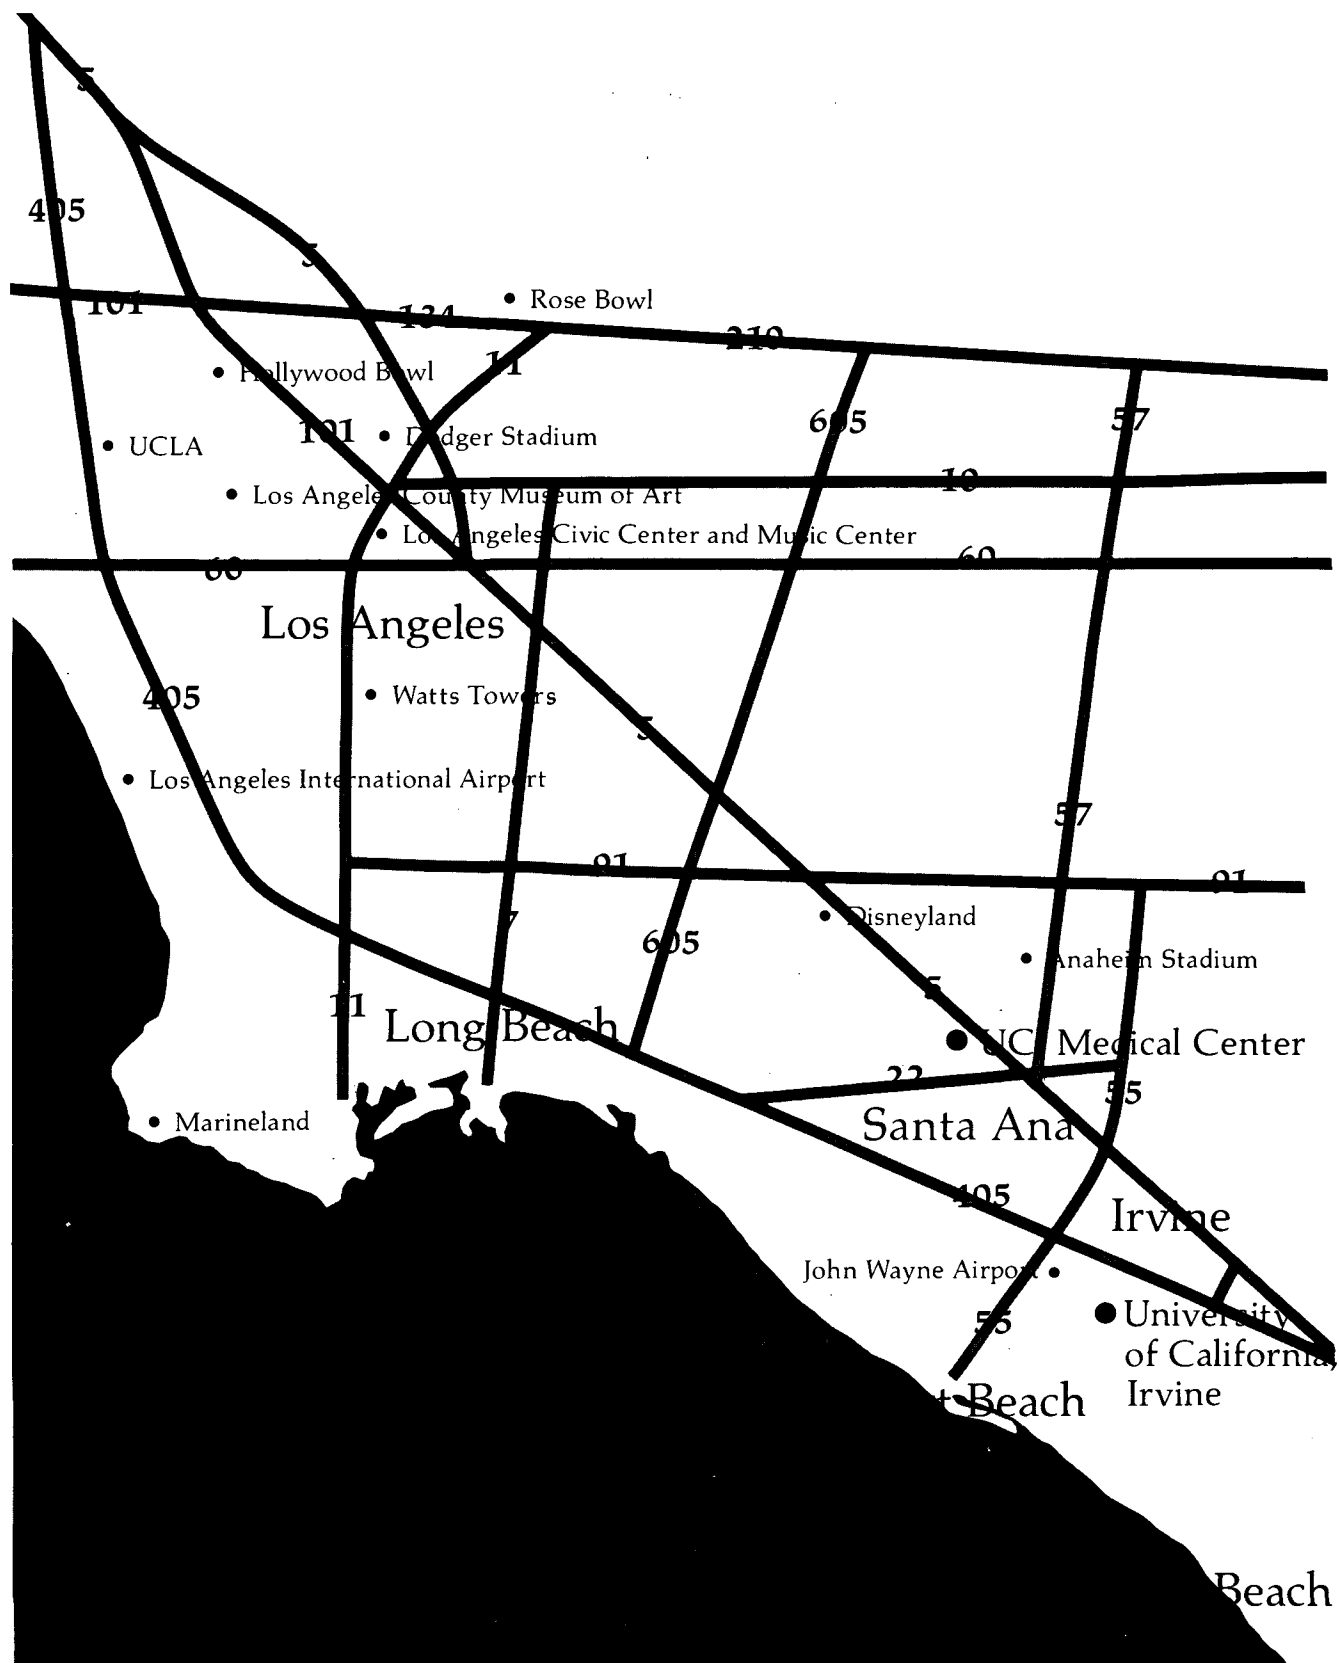 5
405
5
101
134
210
Rose Bowl
11
Hollywood Bowl
605
57
101
Dodger Stadium
UCLA
10
Los Angeles County Museum of Art
Los Angeles Civic Center and Music Center
60
60
Los Angeles
405
Watts Towers
5
Los Angeles International Airport
57
91
91
Disneyland
7
605
Anaheim Stadium
5
11
Long Beach
UCI Medical Center
22
55
Marineland
Santa Ana
405
Irvine
John Wayne Airport
55
University
of California,
Irvine
t Beach
Beach